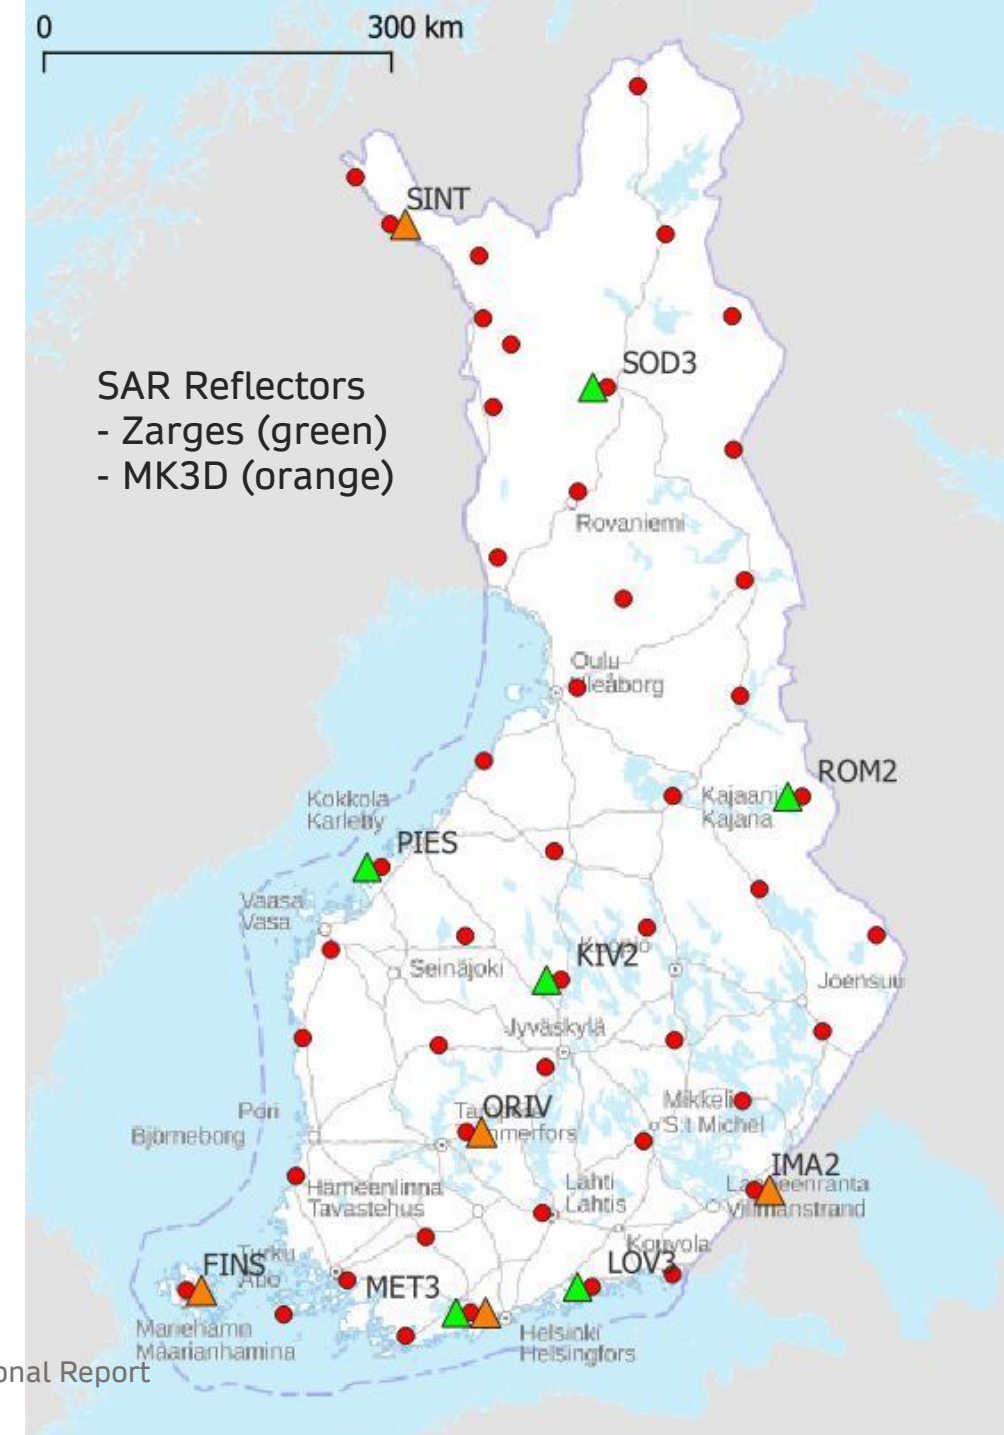 0 300 km
SINT
SOD3
SAR Reflectors
- Zarges (green)
- MK3D (orange)
Rovaniemi
Oulu
Uleåborg
ROM2
Kokkola
Karleby
Kajaani
Kajana
PIES
Vaasa
Vasa
KIV2
Seinäjoki
Joensuu
Jyväskylä
ORIV
Pori
Björneborg
Mikkeli
S:t Michel
IMA2
Hämeenlinna
Tavastehus
Lahti
Lahtis
Villmanstrand
Kouvola
FINS
Turku
Åbo
MET3
LOV3
Mariehamn
Maarianhamina
Helsinki
Helsingfors
onal Report